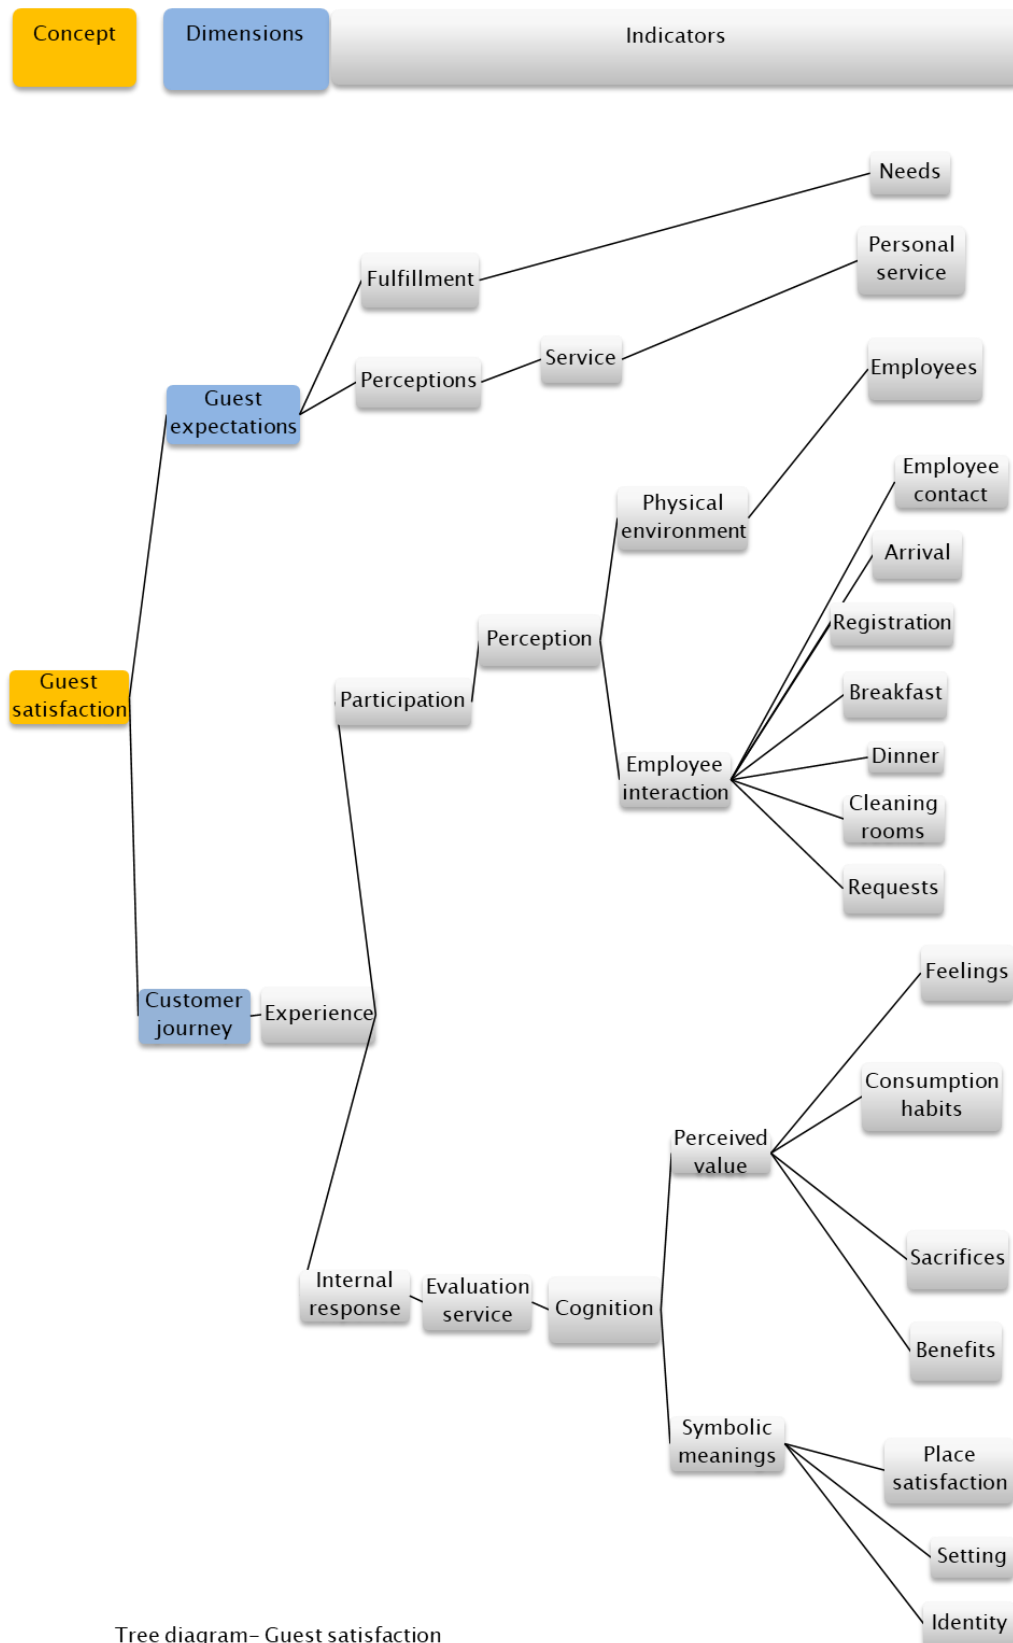 Concept
Dimensions
Indicators
Needs
Personal
service
Fulfillment
Service
Perceptions
Employees
Guest
expectations
Employee
contact
Physical
environment
Arrival
Registration
Perception
Guest
satisfaction
Participation
Breakfast
Dinner
Employee
interaction
Cleaning
rooms
Requests
Feelings
Customer
journey
Experience
Consumption
habits
Perceived
value
Sacrifices
Internal
response
Evaluation
service
Cognition
Benefits
Symbolic
meanings
Place
satisfaction
Setting
Identity
Tree diagram– Guest satisfaction